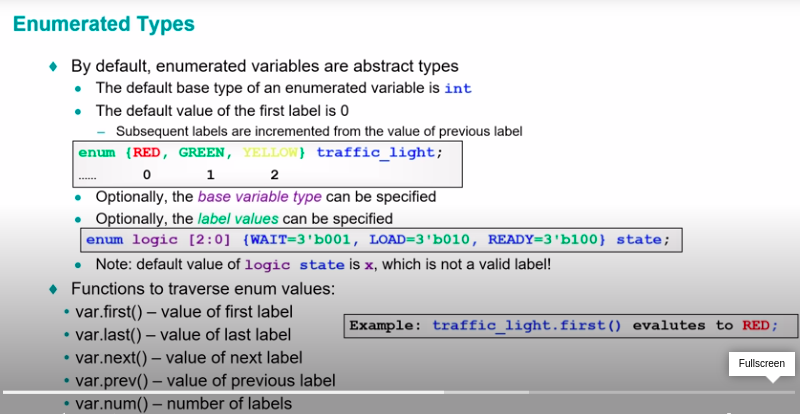 Enumerated Types
♦ By default, enumerated variables are abstract types
• The default base type of an enumerated variable is int
• The default value of the first label is 0
– Subsequent labels are incremented from the value of previous label
enum {RED, GREEN, YELLOW} traffic_light;
...... 0 1 2
• Optionally, the base variable type can be specified
• Optionally, the label values can be specified
enum logic [2:0] {WAIT=3'b001, LOAD=3'b010, READY=3'b100} state;
• Note: default value of logic state is x, which is not a valid label!
♦ Functions to traverse enum values:
• var.first() – value of first label
• var.last() – value of last label
Example: traffic_light.first() evalutes to RED;
• var.next() – value of next label
Fullscreen
• var.prev() – value of previous label
• var.num() – number of labels